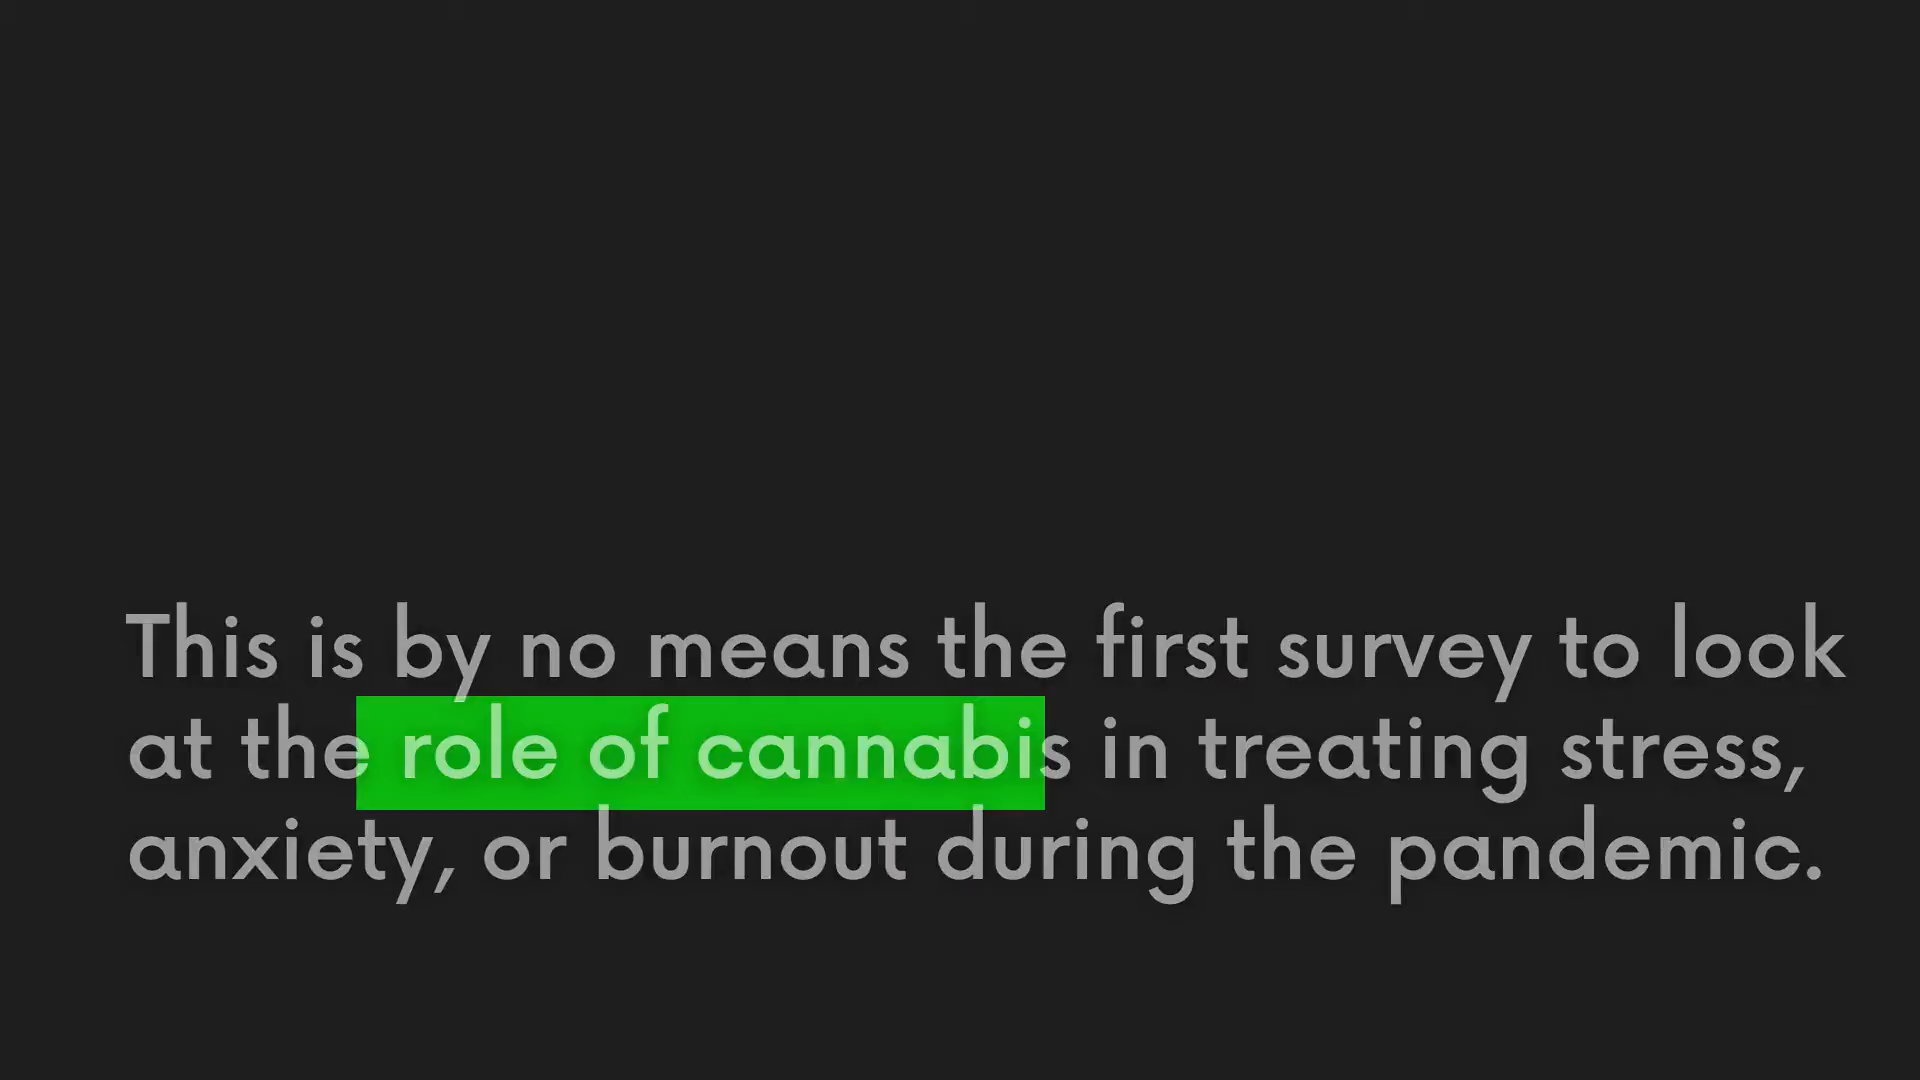 This is by no means the first survey to look
at the role of cannabis in treating stress,
anxiety, or burnout during the pandemic.